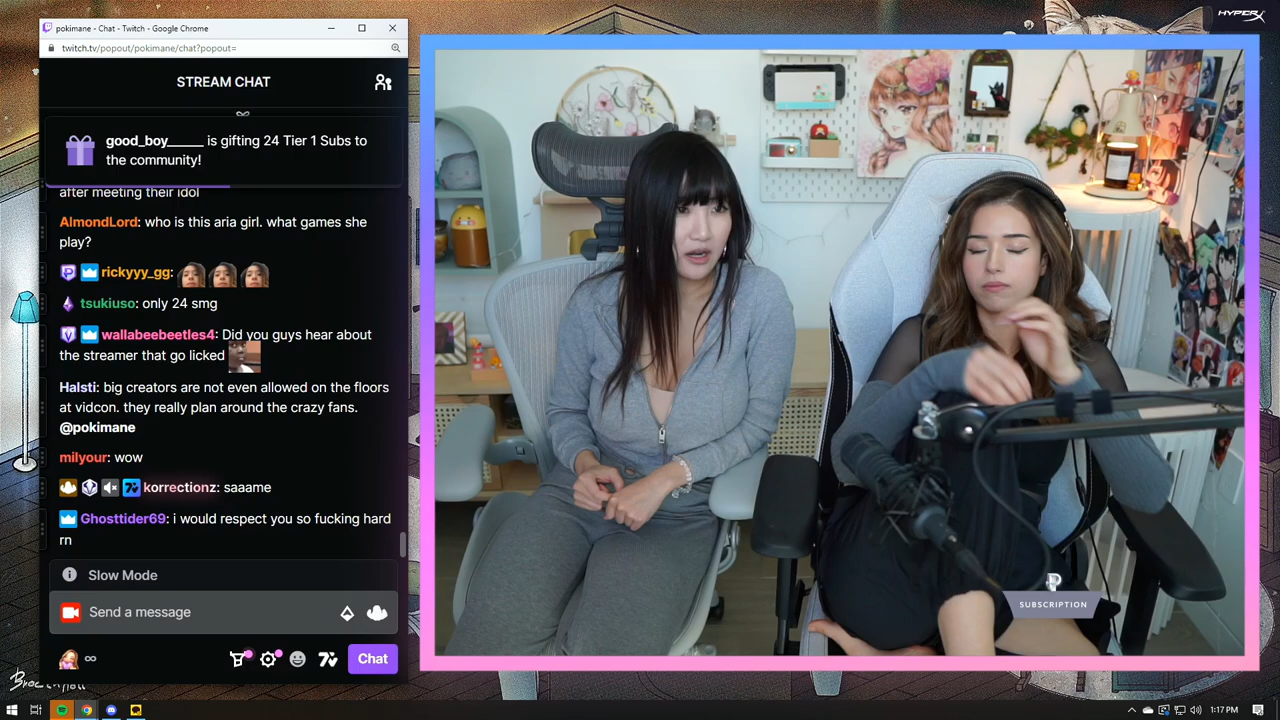 HYPERX
pokimane - Chat - Twitch - Google Chrome
twitch.tv/popout/pokimane/chat?popout=
STREAM CHAT
good_boy_____ is gifting 24 Tier 1 Subs to
the community!
after meeting their idol
AlmondLord: who is this aria girl. what games she
play?
rickyyy_gg:
tsukiuso: only 24 smg
wallabeebeetles4: Did you guys hear about
the streamer that go licked
Halsti: big creators are not even allowed on the floors
at vidcon. they really plan around the crazy fans.
@pokimane
milyour: wow
korrectionz: saaame
Ghosttider69: i would respect you so fucking hard
rn
Slow Mode
Send a message
Chat
SUBSCRIPTION
1:17 PM